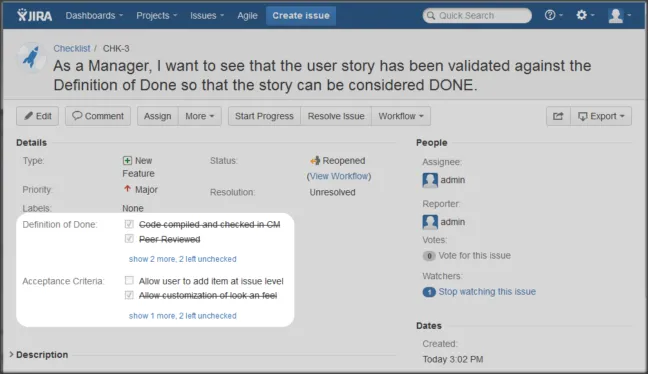 JIRA Dashboards Projects Issues Agile Create issue Quick Search
Checklist / CHK-3
As a Manager, I want to see that the user story has been validated against the
Definition of Done so that the story can be considered DONE.
Edit Comment Assign More Start Progress Resolve Issue Workflow Export
Details
Type: New
Feature
Status: Reopened
(View Workflow)
Priority: Major
Resolution: Unresolved
Labels: None
Definition of Done: Code compiled and checked in CM
Peer Reviewed
show 2 more, 2 left unchecked
Acceptance Criteria: Allow user to add item at issue level
Allow customization of look an feel
show 1 more, 2 left unchecked
Description
People
Assignee:
admin
Reporter:
admin
Votes:
0 Vote for this issue
Watchers:
1 Stop watching this issue
Dates
Created:
Today 3:02 PM